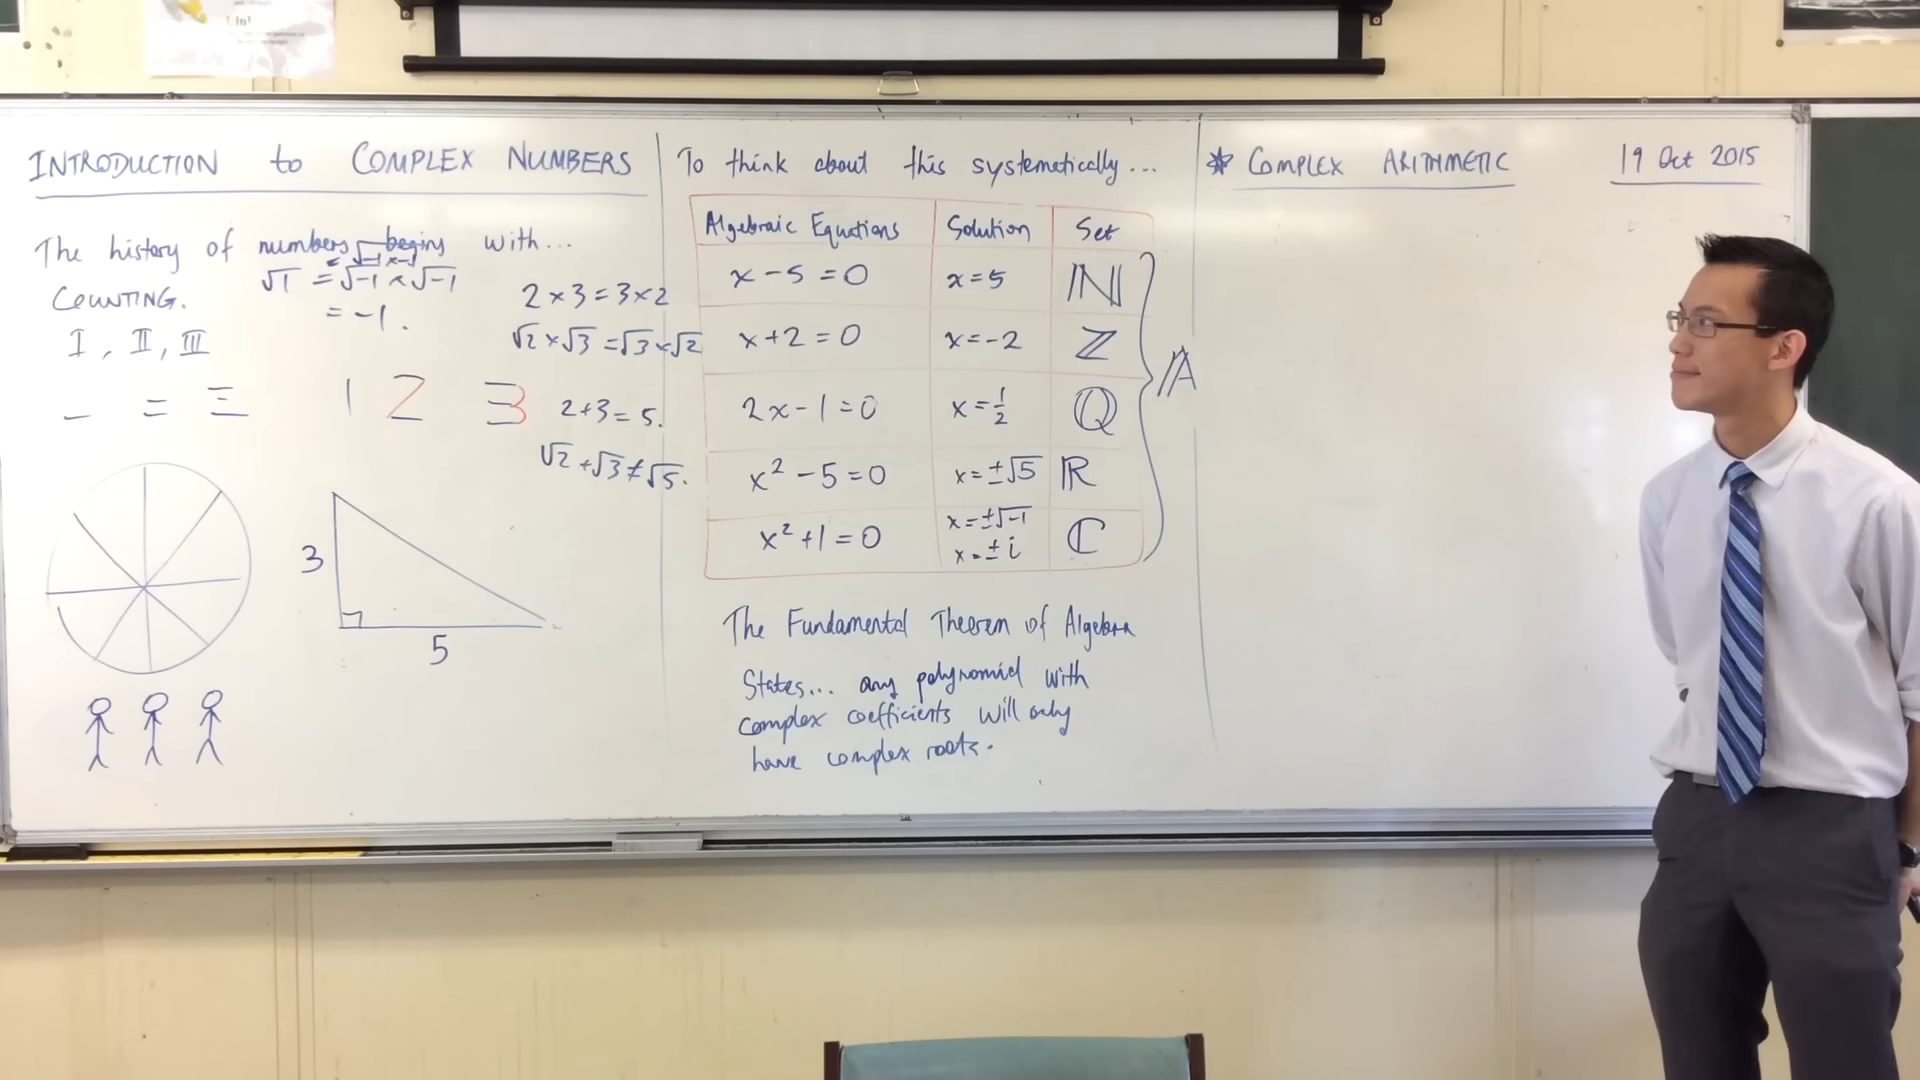 INTRODUCTION to COMPLEX NUMBERS
The history of numbers begins with...
COUNTING.
I, II, III
= √-1 x -1
√1 = √-1 x √-1
= -1.
2 x 3 = 3 x 2
√2 x √3 = √3 x √2
1 2 3
2 + 3 = 5.
√2 + √3 ≠ √5.
3
5
To think about this systematically...
Algebraic Equations Solution Set
x - 5 = 0 x = 5 ℕ
x + 2 = 0 x = -2 ℤ
2x - 1 = 0 x = 1/2 ℚ
x² - 5 = 0 x = ±√5 ℝ
x² + 1 = 0 x = ±√-1
x = ± i ℂ
𝔸
The Fundamental Theorem of Algebra
States... any polynomial with
complex coefficients will only
have complex roots.
* COMPLEX ARITHMETIC
19 Oct 2015